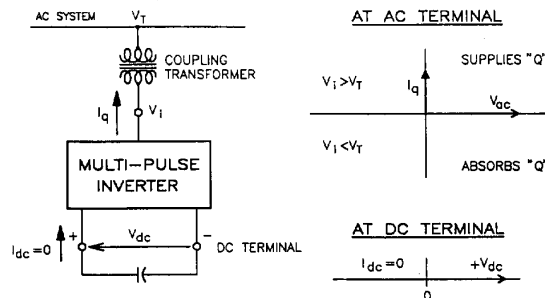 AC SYSTEM
V_T
COUPLING
TRANSFORMER
I_q
V_i
MULTI-PULSE
INVERTER
I_dc=0
+
V_dc
-
DC TERMINAL
AT AC TERMINAL
SUPPLIES "Q"
V_i>V_T
I_q
V_ac
V_i<V_T
ABSORBS "Q"
AT DC TERMINAL
I_dc=0
+V_dc
0